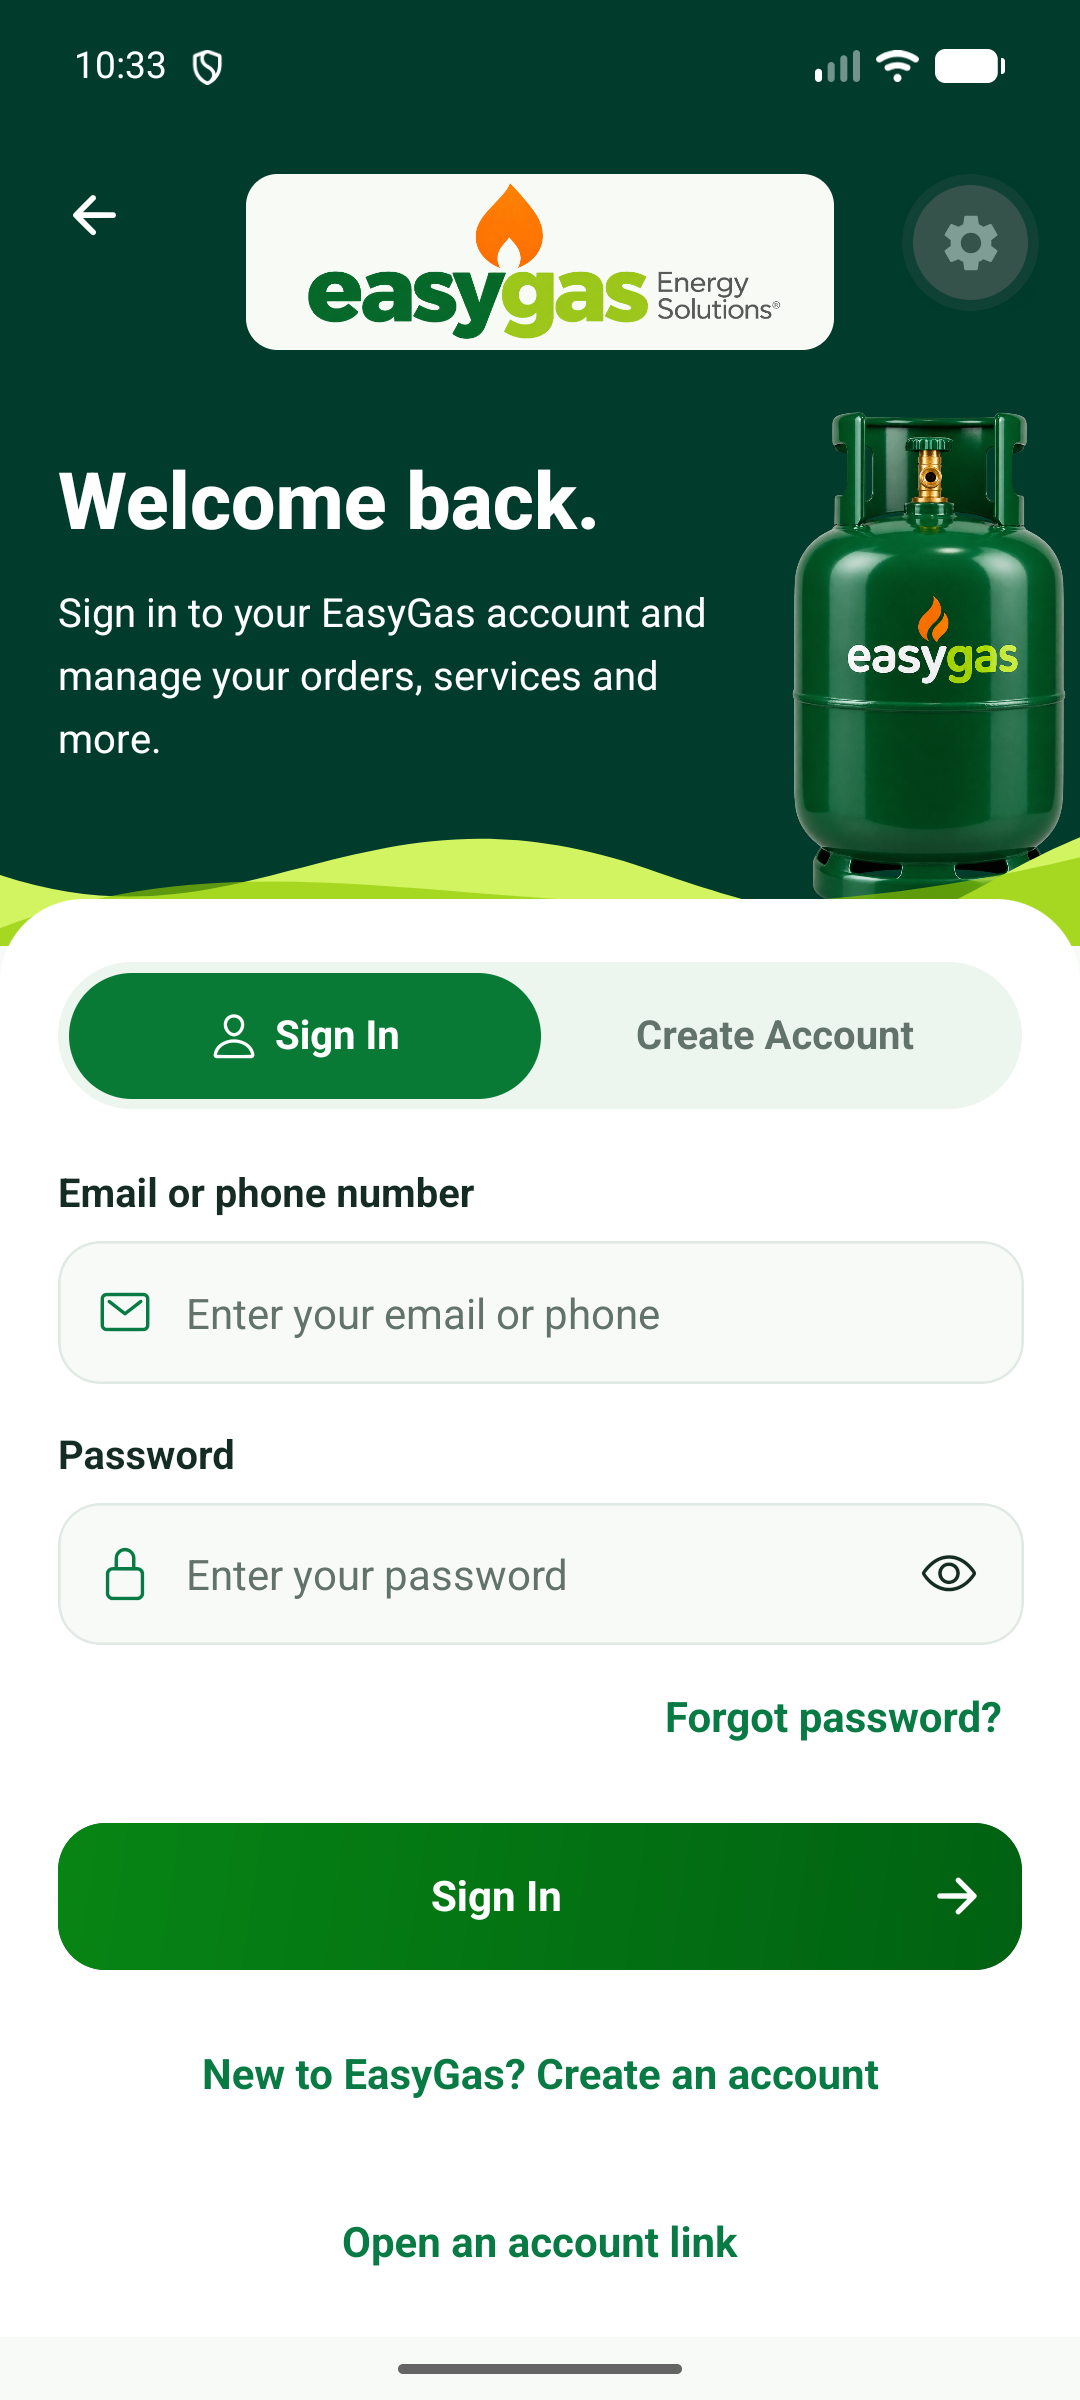 10:33
easygas Energy Solutions®
Welcome back.
Sign in to your EasyGas account and
manage your orders, services and
more.
easygas
Sign In
Create Account
Email or phone number
Enter your email or phone
Password
Enter your password
Forgot password?
Sign In
New to EasyGas? Create an account
Open an account link